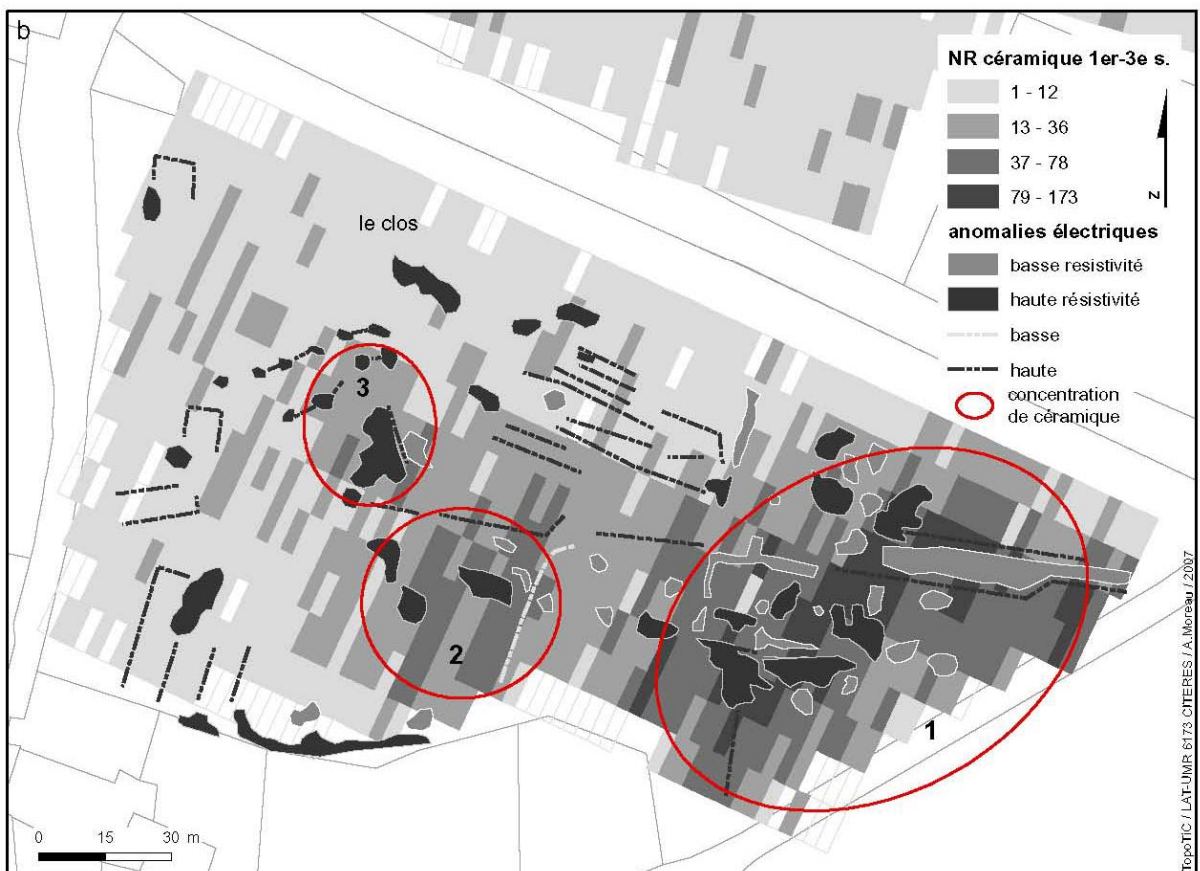 b
NR céramique 1er-3e s.
1 - 12
13 - 36
37 - 78
79 - 173
N
anomalies électriques
basse resistivité
haute résistivité
basse
haute
concentration
de céramique
le clos
3
2
1
0 15 30 m
TopoTIC / LAT-UMR 6173 CITERES / A.Moreau / 2007